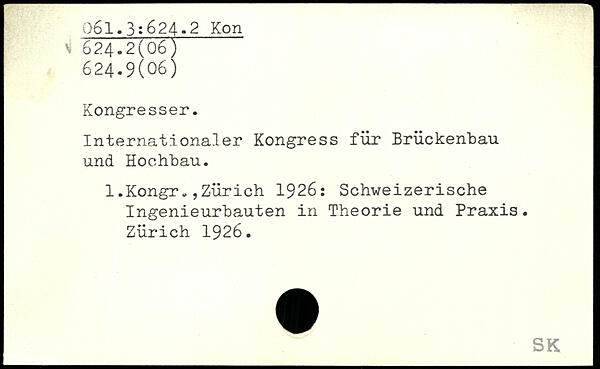 061.3:624.2 Kon
624.2(06)
624.9(06)
Kongresser.
Internationaler Kongress für Brückenbau
und Hochbau.
1.Kongr.,Zürich 1926: Schweizerische
Ingenieurbauten in Theorie und Praxis.
Zürich 1926.
SK